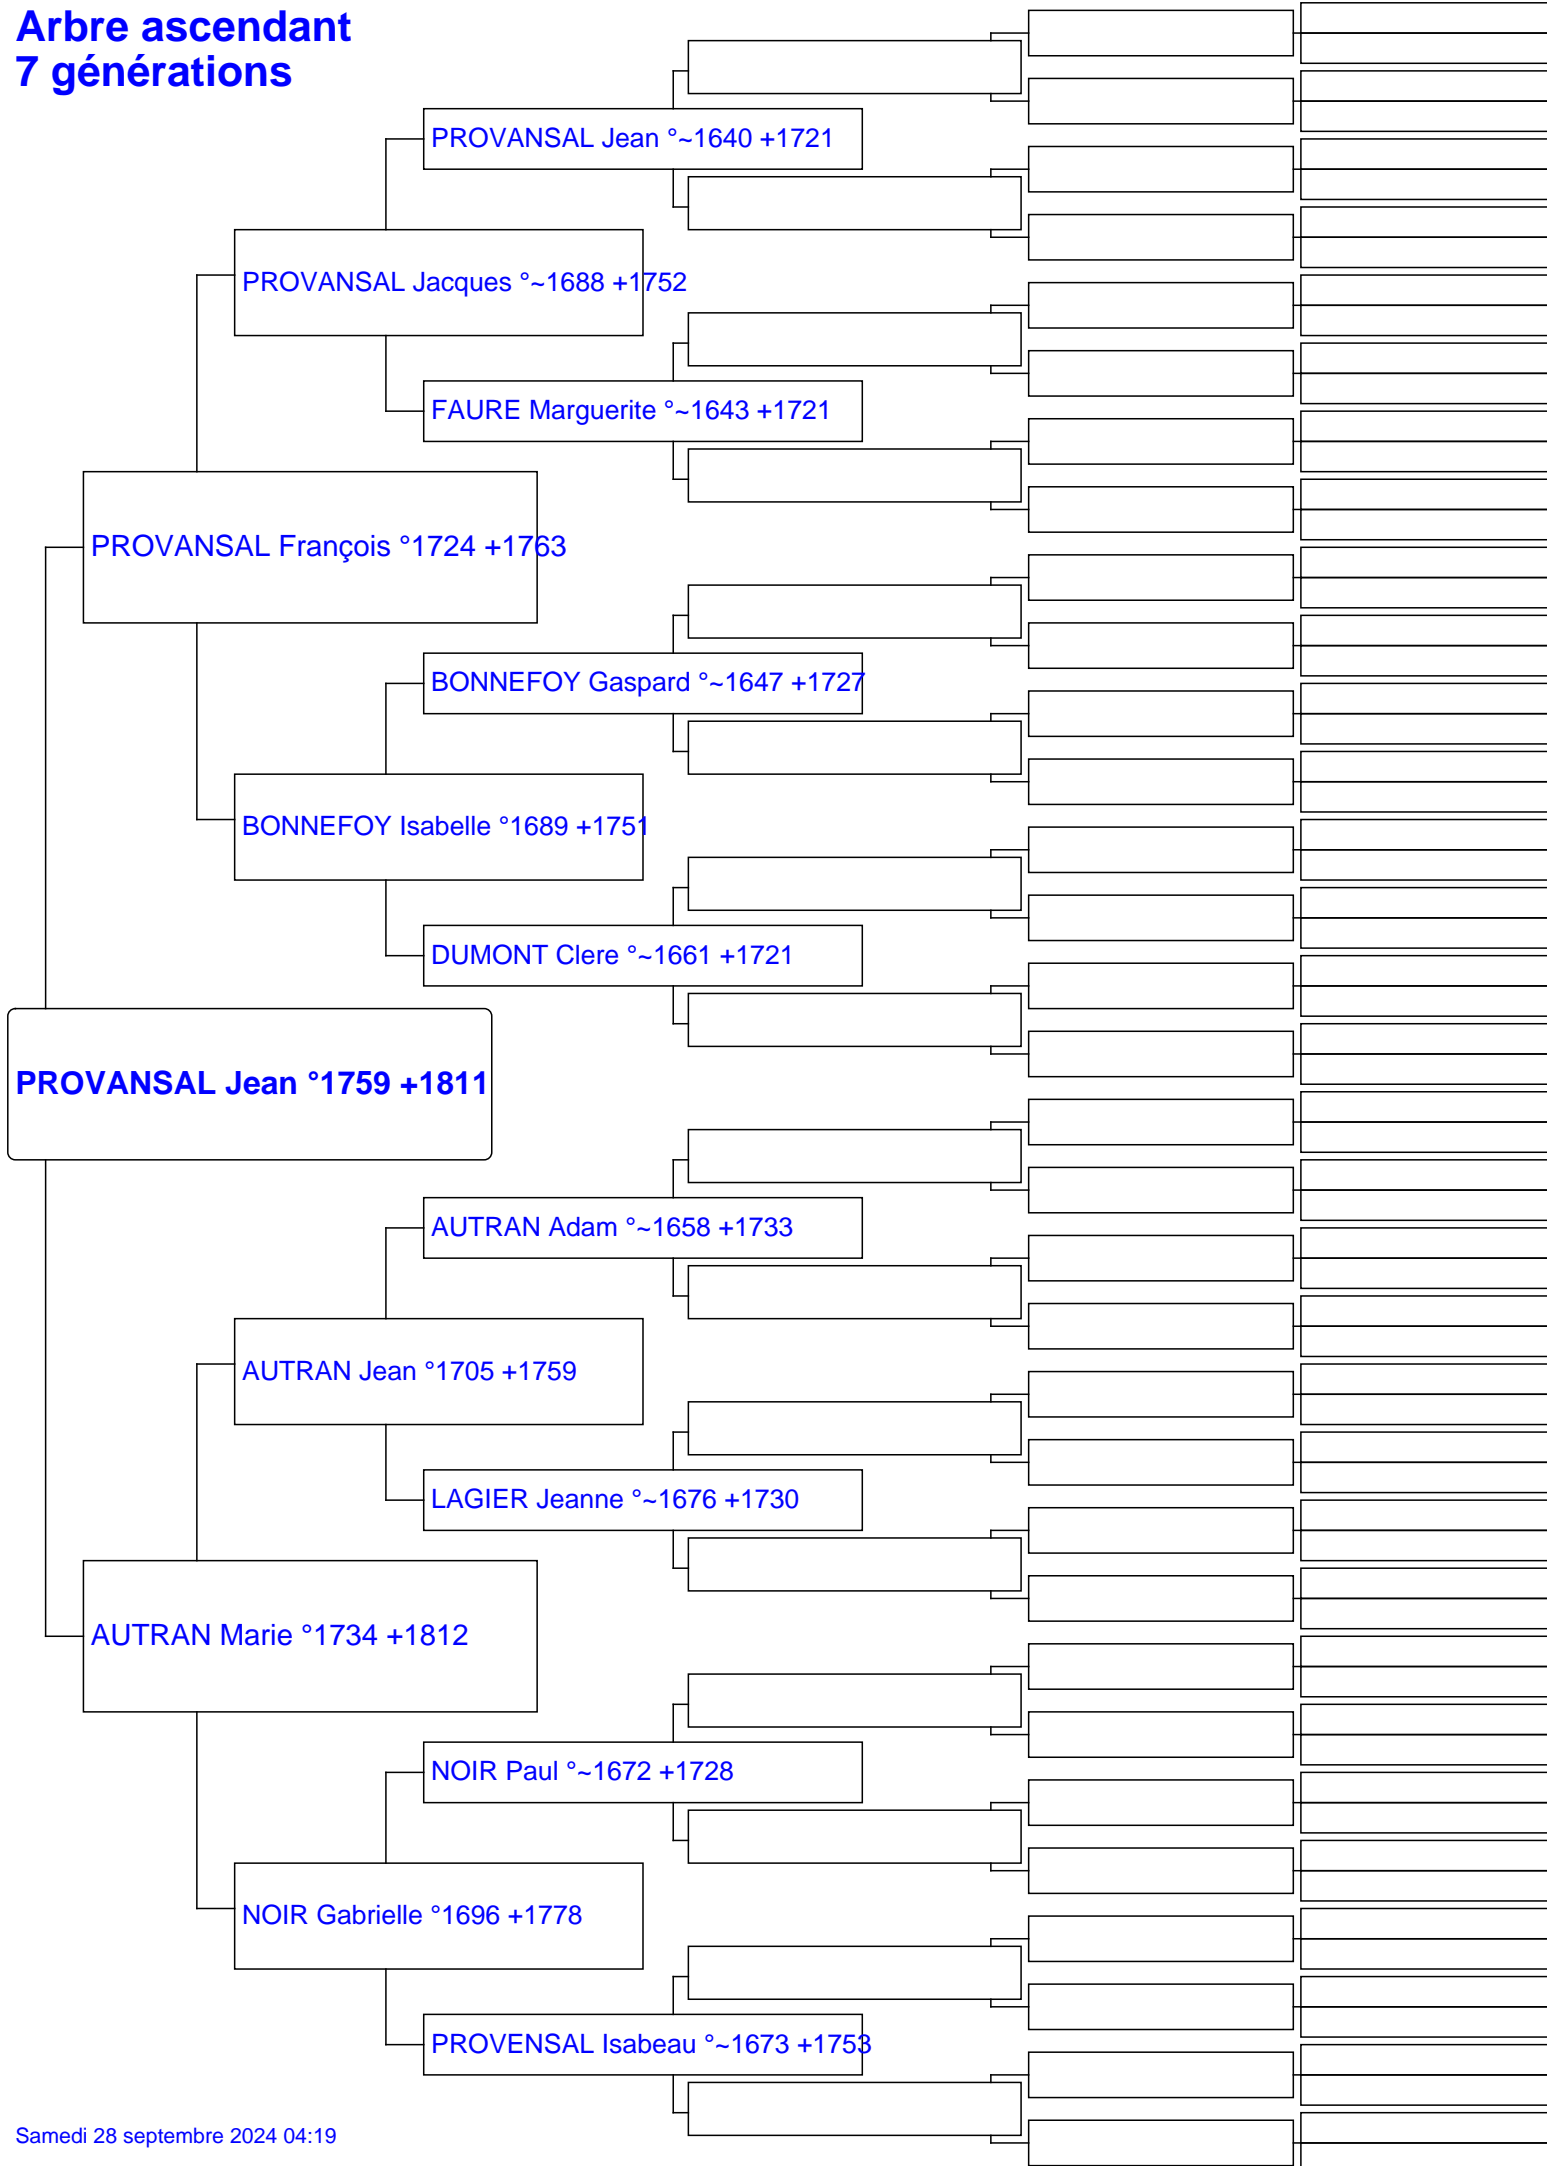 Arbre ascendant
7 générations
PROVANSAL Jean °~1640 +1721
PROVANSAL Jacques °~1688 +1752
FAURE Marguerite °~1643 +1721
PROVANSAL François °1724 +1763
BONNEFOY Gaspard °~1647 +1727
BONNEFOY Isabelle °1689 +1751
DUMONT Clere °~1661 +1721
PROVANSAL Jean °1759 +1811
AUTRAN Adam °~1658 +1733
AUTRAN Jean °1705 +1759
LAGIER Jeanne °~1676 +1730
AUTRAN Marie °1734 +1812
NOIR Paul °~1672 +1728
NOIR Gabrielle °1696 +1778
PROVENSAL Isabeau °~1673 +1753
Samedi 28 septembre 2024 04:19